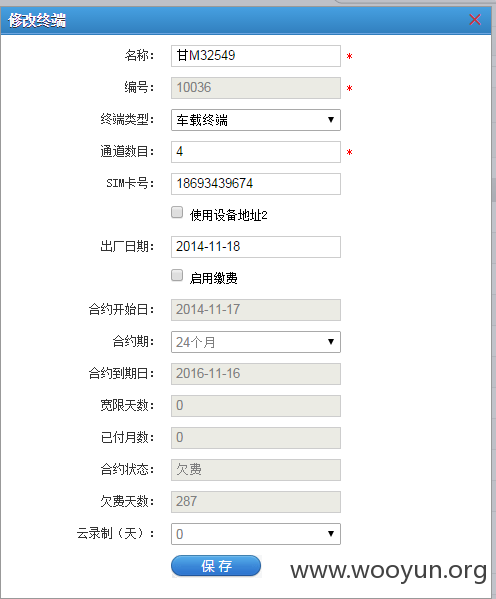 修改终端
名称： 甘M32549 *
编号： 10036 *
终端类型： 车载终端
通道数目： 4 *
SIM卡号： 18693439674
使用设备地址2
出厂日期： 2014-11-18
启用缴费
合约开始日： 2014-11-17
合约期： 24个月
合约到期日： 2016-11-16
宽限天数： 0
已付月数： 0
合约状态： 欠费
欠费天数： 287
云录制（天）： 0
保存
www.wooyun.org